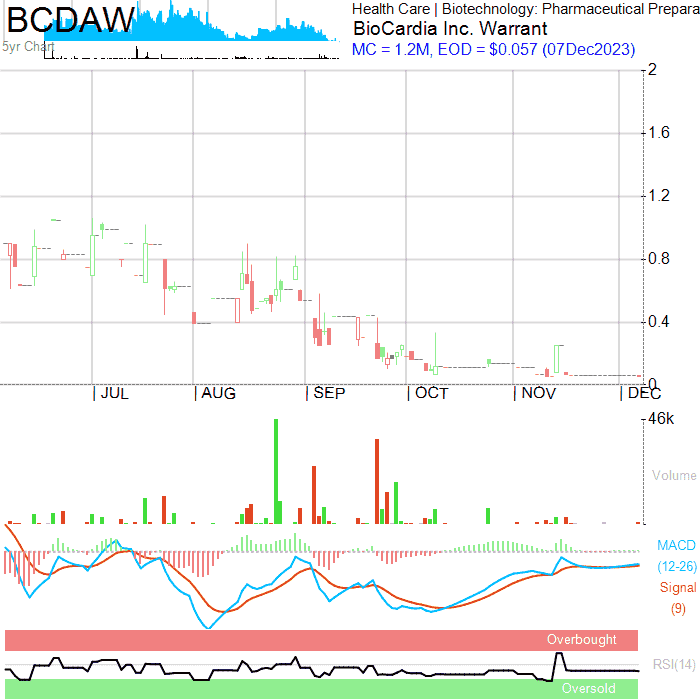 BCDAW
5yr Chart
Health Care | Biotechnology: Pharmaceutical Prepara
BioCardia Inc. Warrant
MC = 1.2M, EOD = $0.057 (07Dec2023)
2
1.6
1.2
0.8
0.4
0
| JUL | AUG | SEP | OCT | NOV | DEC
46k
Volume
MACD
(12-26)
Signal
(9)
Overbought
RSI(14)
Oversold